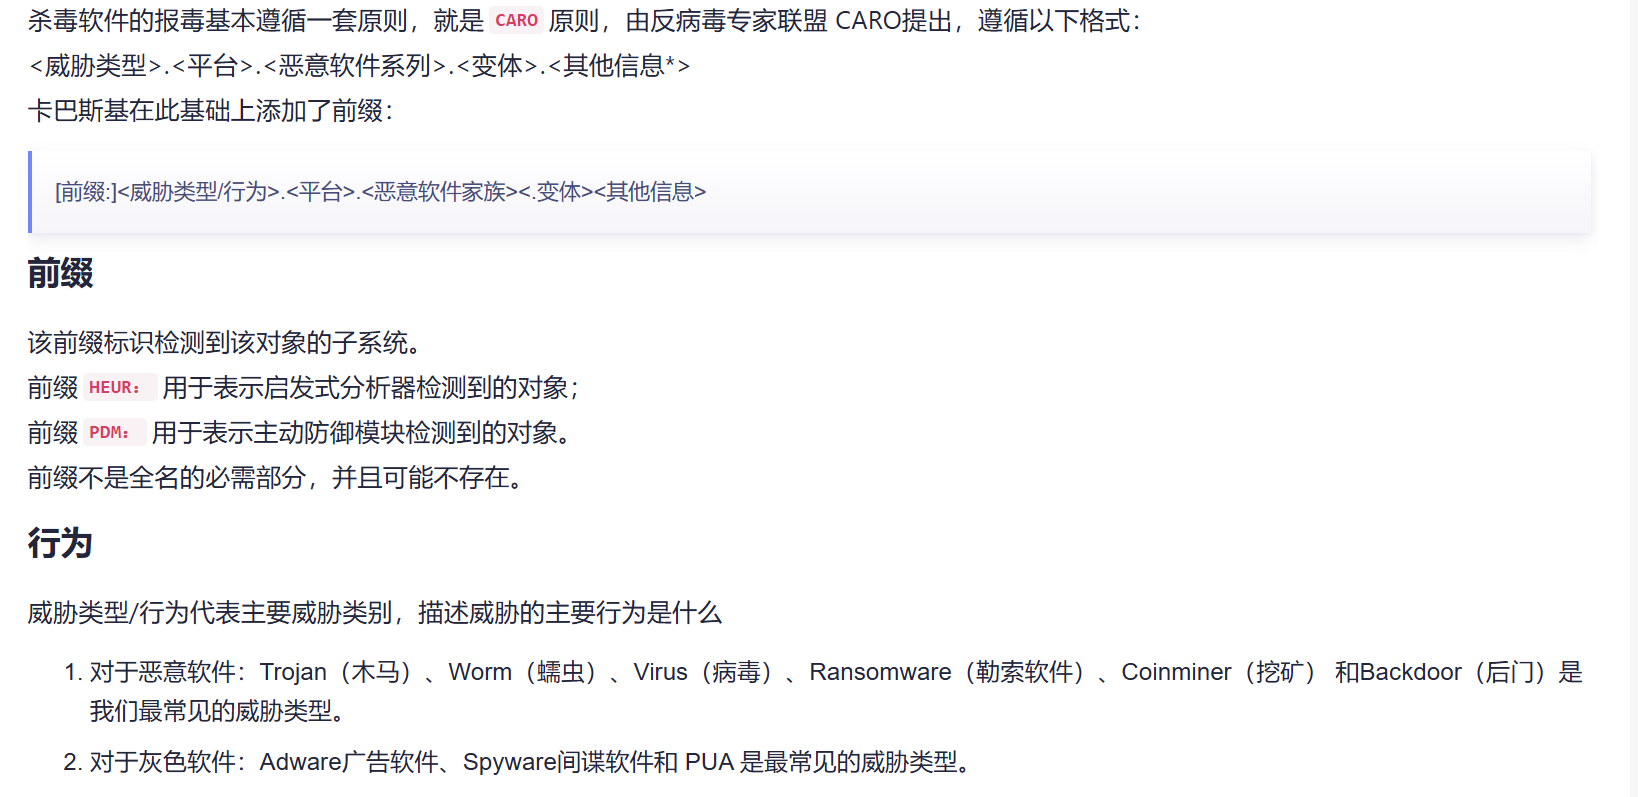 杀毒软件的报毒基本遵循一套原则，就是 CARO 原则，由反病毒专家联盟 CARO提出，遵循以下格式：
<威胁类型>.<平台>.<恶意软件系列>.<变体>.<其他信息*>
卡巴斯基在此基础上添加了前缀：
[前缀:]<威胁类型/行为>.<平台>.<恶意软件家族><.变体><其他信息>
前缀
该前缀标识检测到该对象的子系统。
前缀 HEUR： 用于表示启发式分析器检测到的对象；
前缀 PDM： 用于表示主动防御模块检测到的对象。
前缀不是全名的必需部分，并且可能不存在。
行为
威胁类型/行为代表主要威胁类别，描述威胁的主要行为是什么
1. 对于恶意软件：Trojan（木马）、Worm（蠕虫）、Virus（病毒）、Ransomware（勒索软件）、Coinminer（挖矿） 和Backdoor（后门）是
我们最常见的威胁类型。
2. 对于灰色软件：Adware广告软件、Spyware间谍软件和 PUA 是最常见的威胁类型。